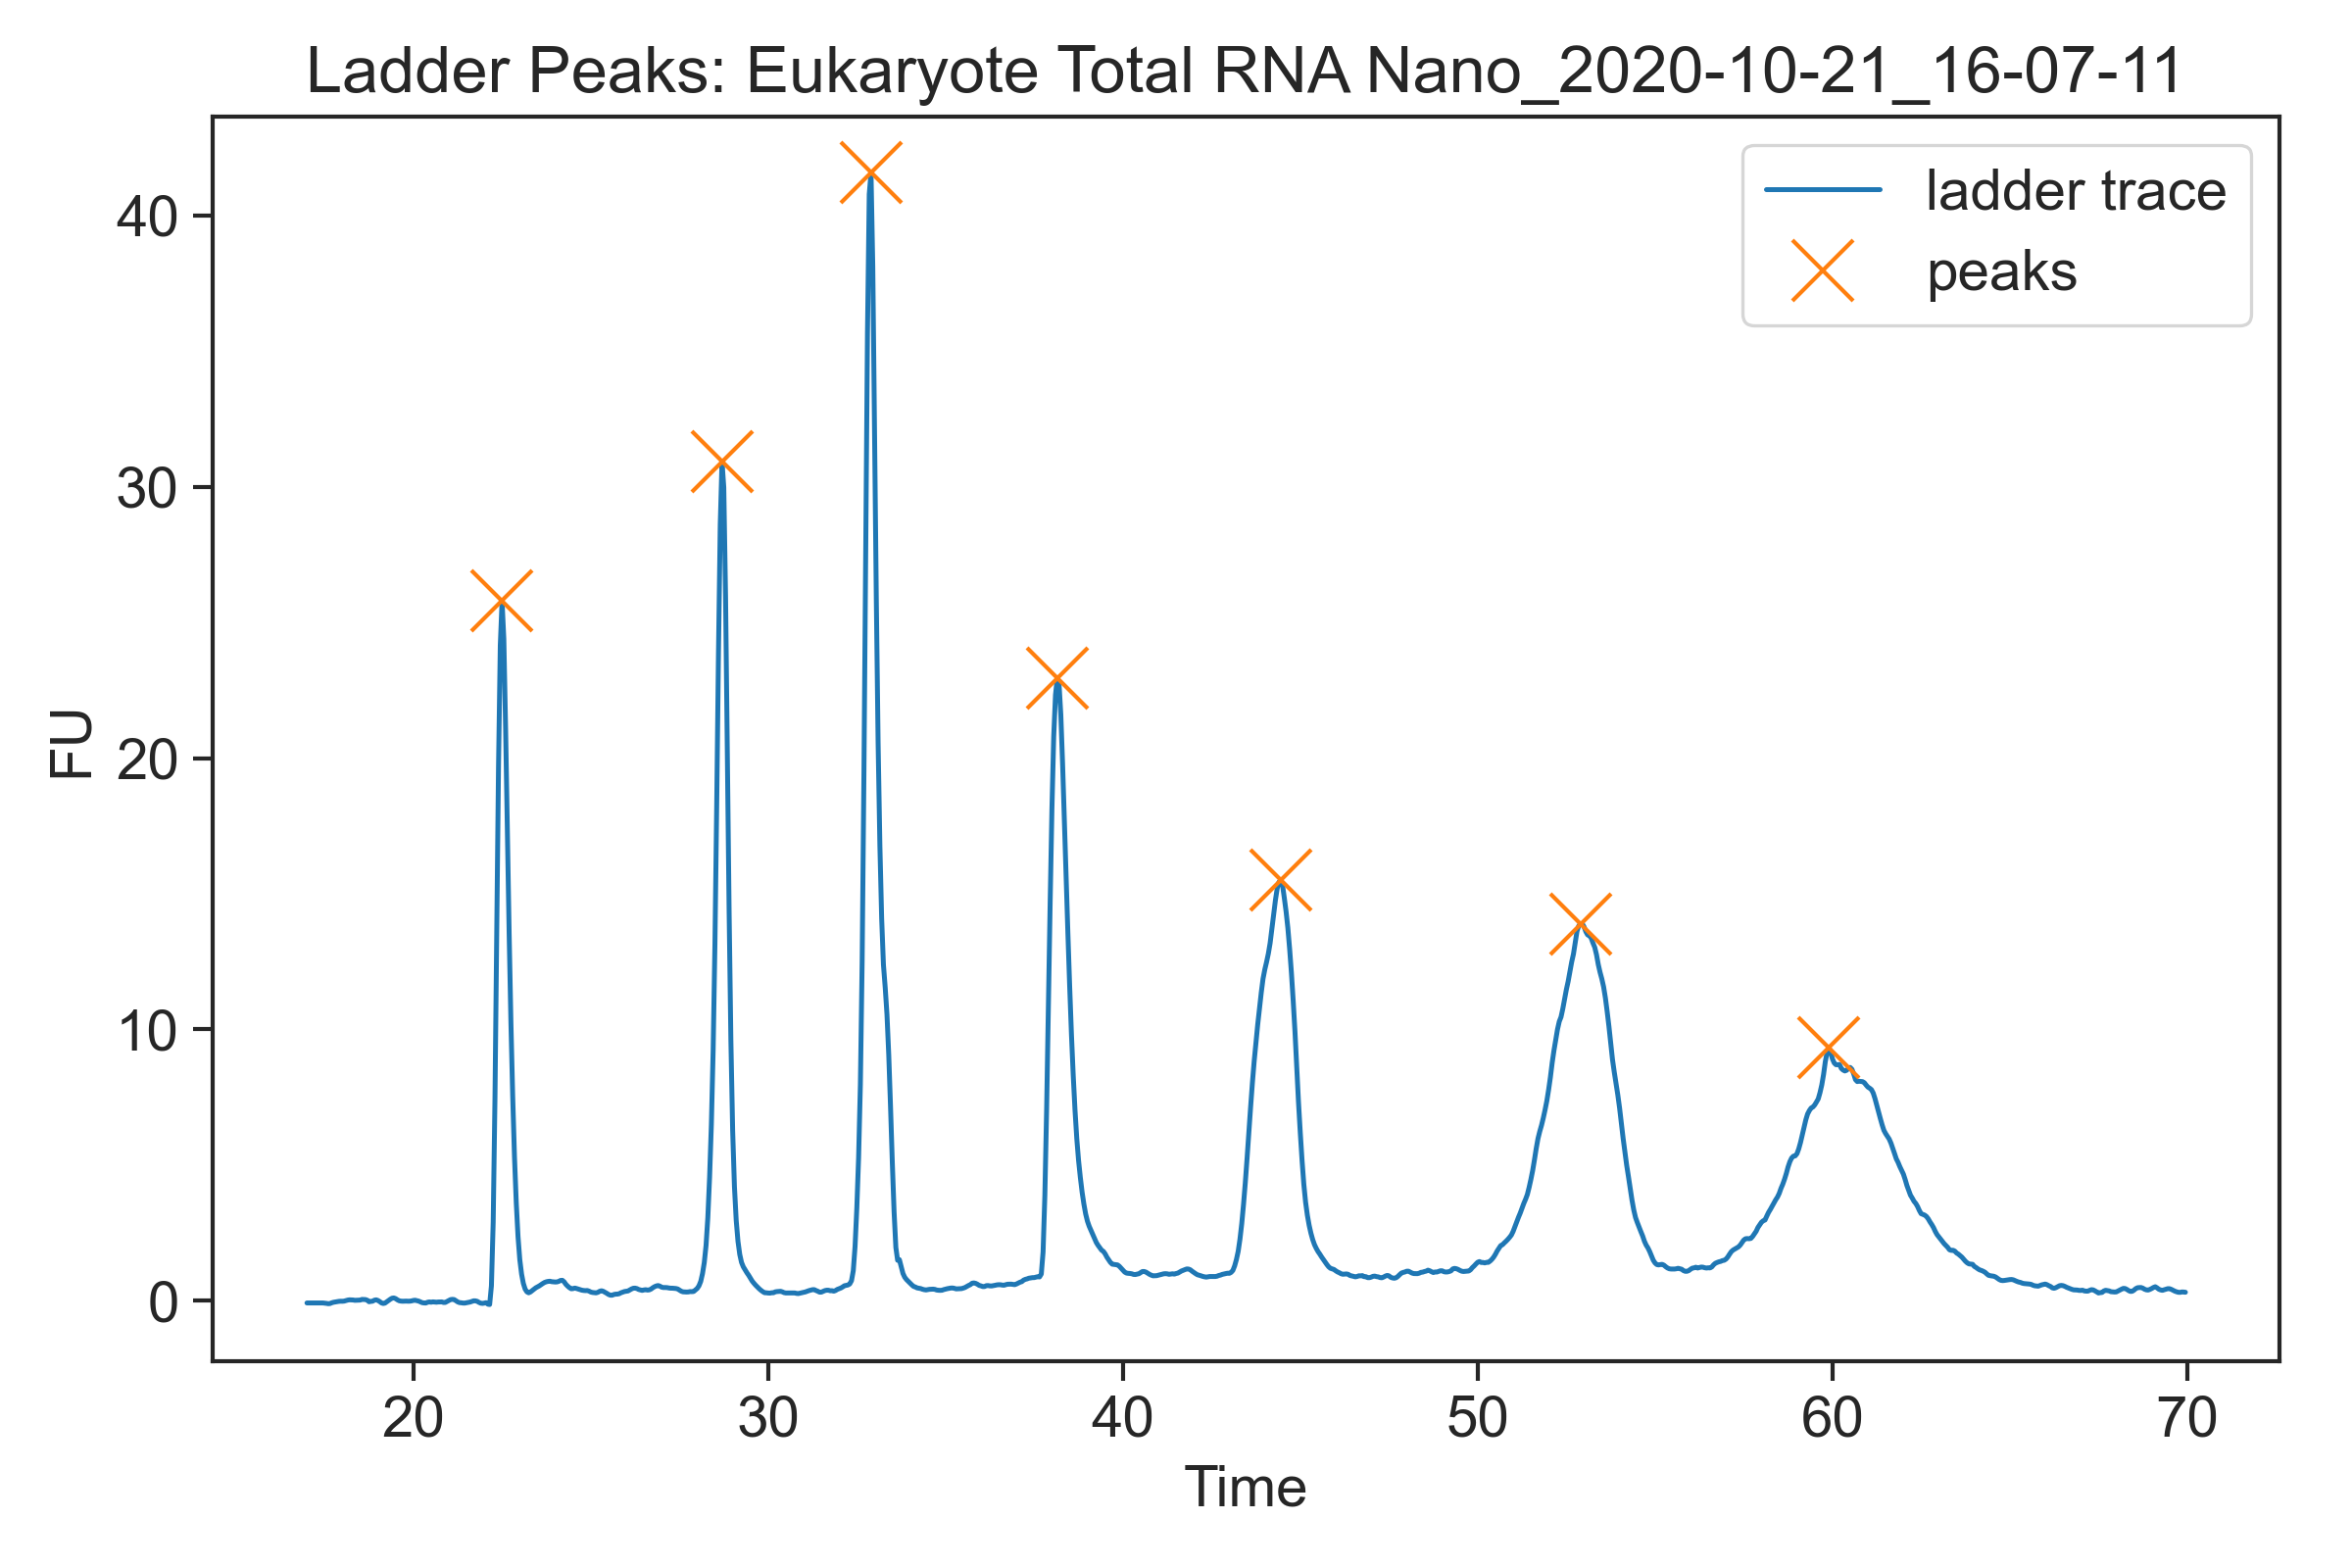 Ladder Peaks: Eukaryote Total RNA Nano_2020-10-21_16-07-11
ladder trace
peaks
40
30
20
10
0
FU
20 30 40 50 60 70
Time